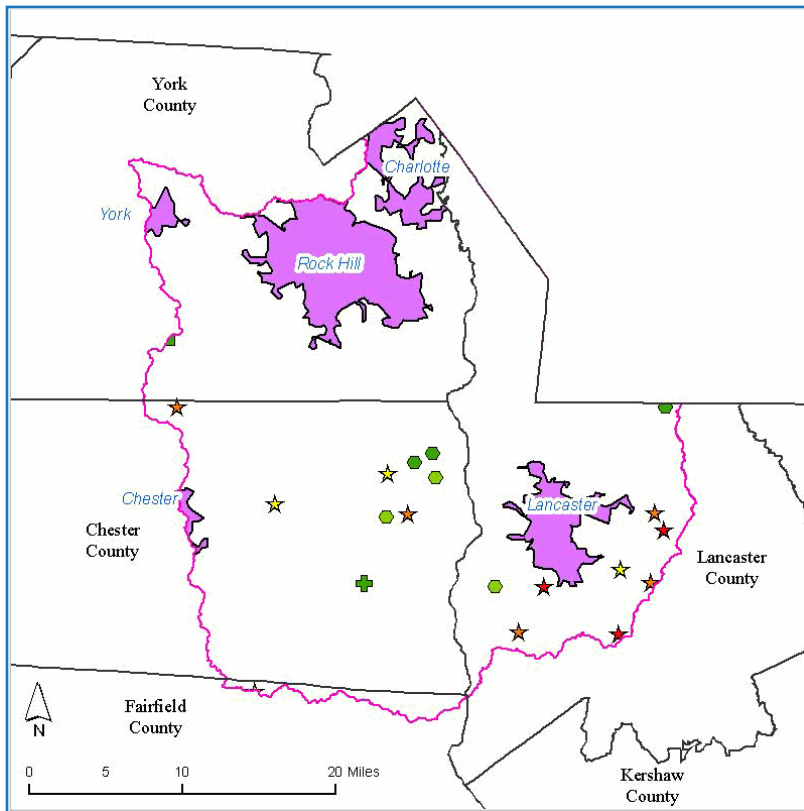 York
County
Charlotte
York
Rock Hill
Chester
Lancaster
Chester
County
Lancaster
County
Fairfield
County
N
Kershaw
County
0 10 20 Miles